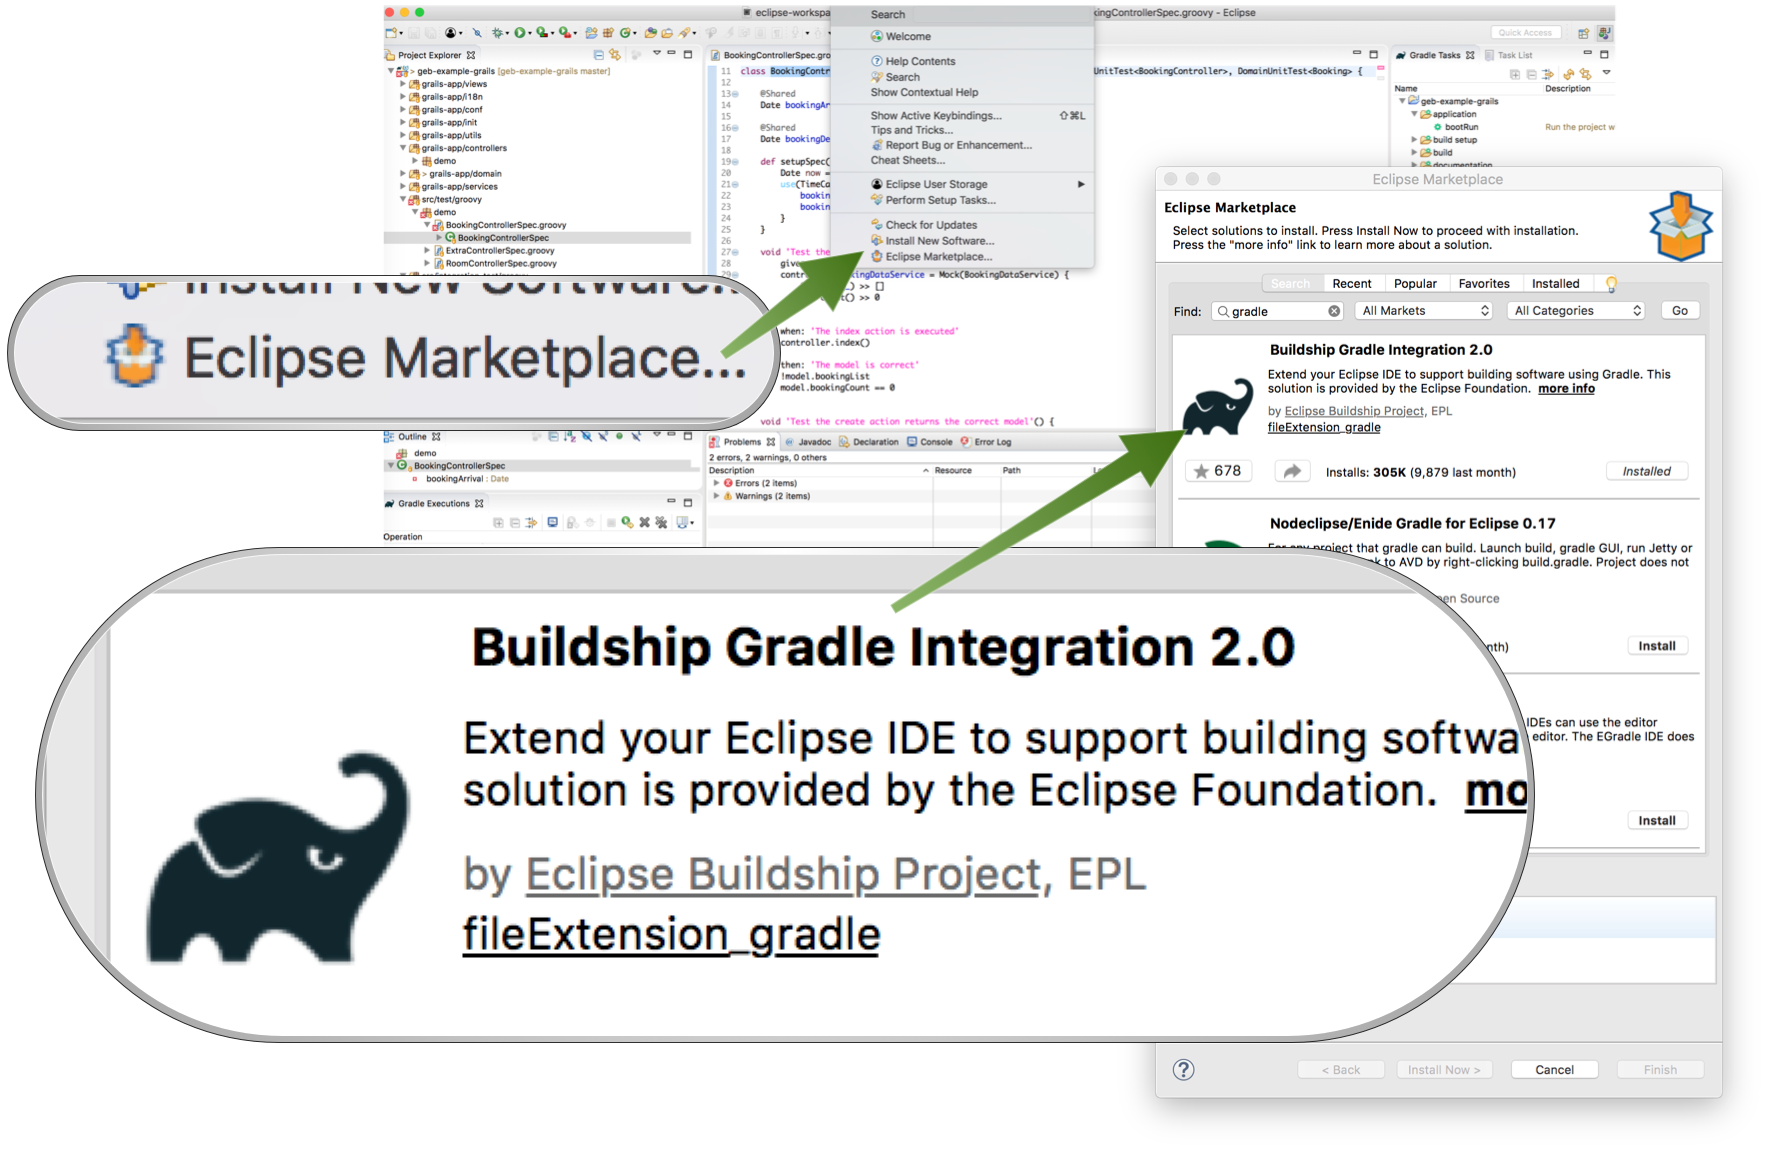 eclipse-workspa
kingControllerSpec.groovy - Eclipse
Search
Welcome
Help Contents
Search
Show Contextual Help
Show Active Keybindings... ⇧⌘L
Tips and Tricks...
Report Bug or Enhancement...
Cheat Sheets...
Eclipse User Storage
Perform Setup Tasks...
Check for Updates
Install New Software...
Eclipse Marketplace...
Quick Access
Project Explorer
> geb-example-grails [geb-example-grails master]
grails-app/views
grails-app/i18n
grails-app/conf
grails-app/init
grails-app/utils
grails-app/controllers
demo
> grails-app/domain
grails-app/services
src/test/groovy
demo
BookingControllerSpec.groovy
BookingControllerSpec
ExtraControllerSpec.groovy
RoomControllerSpec.groovy
BookingControllerSpec.gro
11 class BookingContr
UnitTest<BookingController>, DomainUnitTest<Booking> {
12
13 @Shared
14 Date bookingAr
15
16 @Shared
17 Date bookingDe
18
19 def setupSpec(
20 Date now =
21 use(TimeCa
22 bookin
23 bookin
24 }
25 }
26
27 void 'Test the
28 give
29 contr
ingDataService = Mock(BookingDataService) {
) >> []
t() >> 0
when: 'The index action is executed'
controller.index()
then: 'The model is correct'
!model.bookingList
model.bookingCount == 0
void 'Test the create action returns the correct model'() {
Gradle Tasks
Task List
Name Description
geb-example-grails
application
bootRun Run the project w
build setup
build
documentation
Install New Software..
Eclipse Marketplace...
Outline
demo
BookingControllerSpec
bookingArrival : Date
Gradle Executions
Operation
Problems Javadoc Declaration Console Error Log
2 errors, 2 warnings, 0 others
Description Resource Path
Errors (2 items)
Warnings (2 items)
Eclipse Marketplace
Eclipse Marketplace
Select solutions to install. Press Install Now to proceed with installation.
Press the "more info" link to learn more about a solution.
Search Recent Popular Favorites Installed
Find: gradle All Markets All Categories Go
Buildship Gradle Integration 2.0
Extend your Eclipse IDE to support building software using Gradle. This
solution is provided by the Eclipse Foundation. more info
by Eclipse Buildship Project, EPL
fileExtension_gradle
678 Installs: 305K (9,879 last month) Installed
Nodeclipse/Enide Gradle for Eclipse 0.17
For any project that gradle can build. Launch build, gradle GUI, run Jetty or
k to AVD by right-clicking build.gradle. Project does not
en Source
nth) Install
IDEs can use the editor
editor. The EGradle IDE does
Install
Buildship Gradle Integration 2.0
Extend your Eclipse IDE to support building softwa
solution is provided by the Eclipse Foundation. mo
by Eclipse Buildship Project, EPL
fileExtension_gradle
? < Back Install Now > Cancel Finish